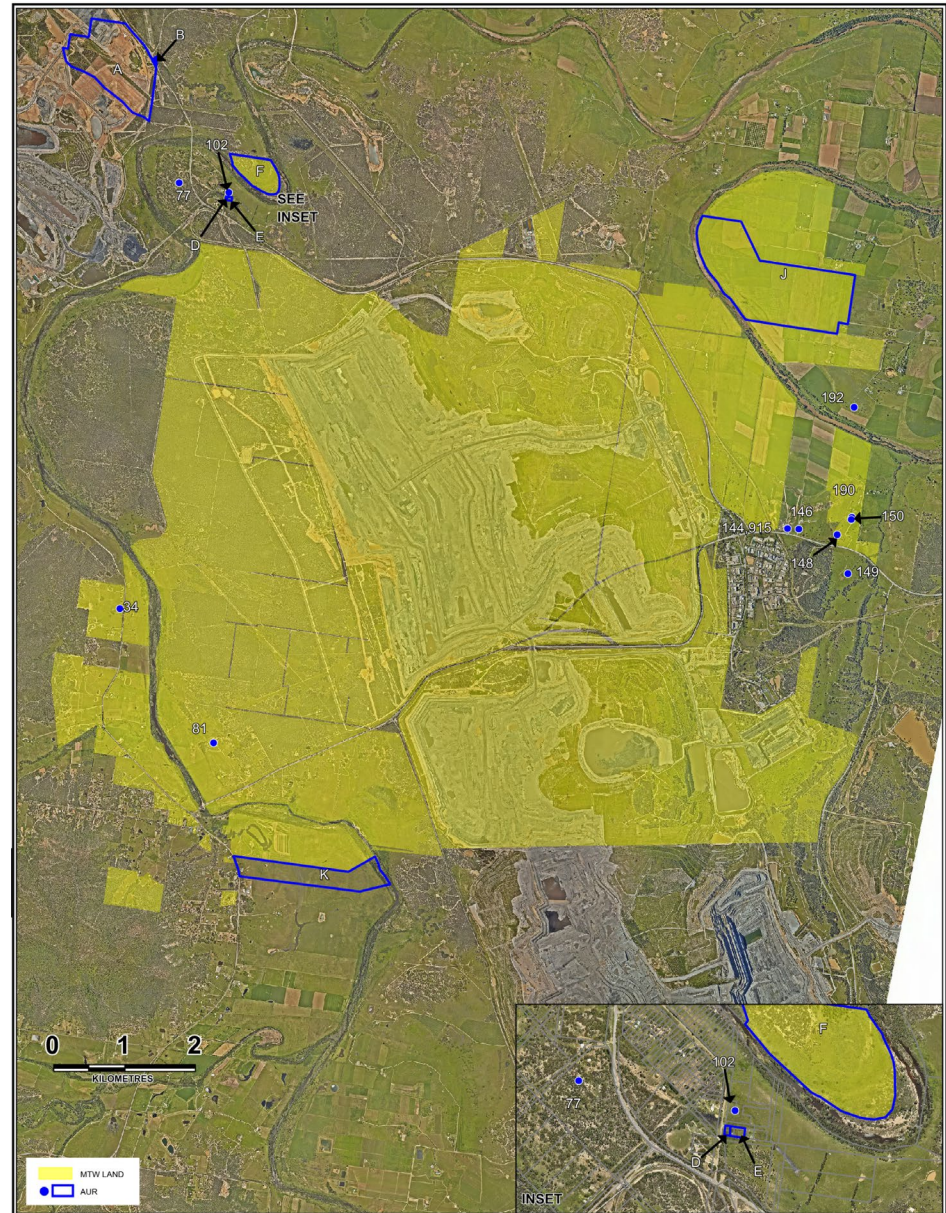 B
A
102
F
77
SEE
INSET
D
E
J
192
190
146
150
144,915
148
149
34
81
K
0 1 2
KILOMETRES
F
102
77
D
E
MTW LAND
AUR
INSET